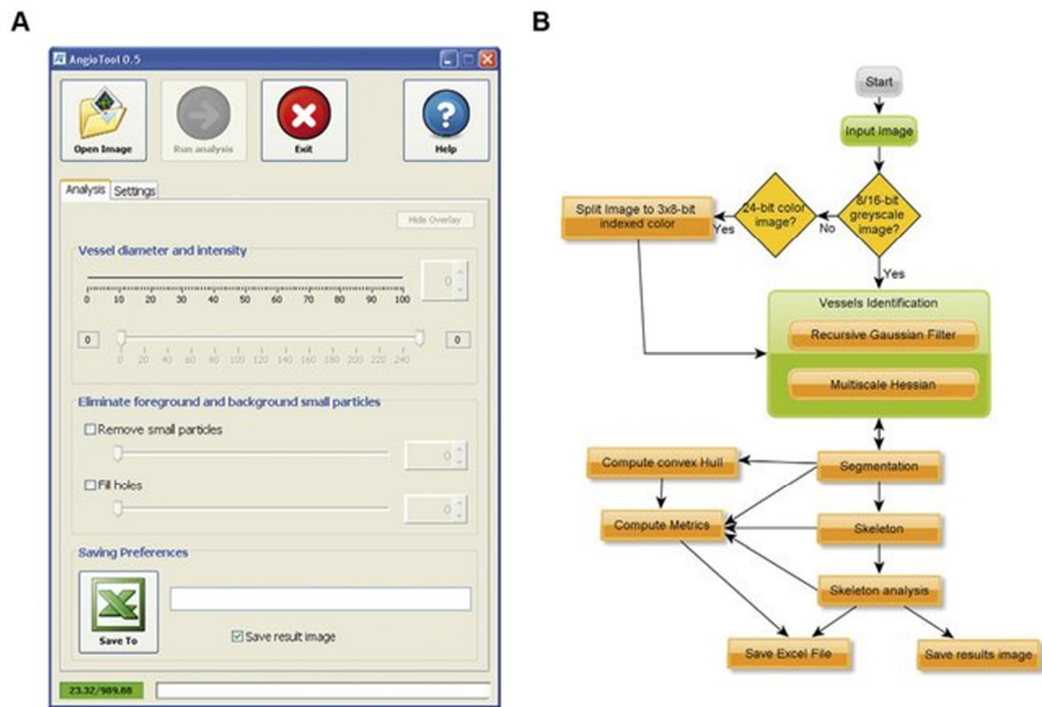 A
AngioTool 0.5
Open Image
Run analysis
Exit
Help
Analysis
Settings
Hide Overlay
Vessel diameter and intensity
0
0 10 20 30 40 50 60 70 80 90 100
0
0
0 20 40 60 80 100 120 140 160 180 200 220 240
Eliminate foreground and background small particles
Remove small particles
0
Fill holes
0
Saving Preferences
Save To
Save result image
23.32/989.88
B
Start
Input image
8/16-bit
greyscale
image?
No
24-bit color
image?
Yes
Split Image to 3x8-bit
indexed color
Yes
Vessels Identification
Recursive Gaussian Filter
Multiscale Hessian
Compute convex Hull
Segmentation
Compute Metrics
Skeleton
Skeleton analysis
Save Excel File
Save results image